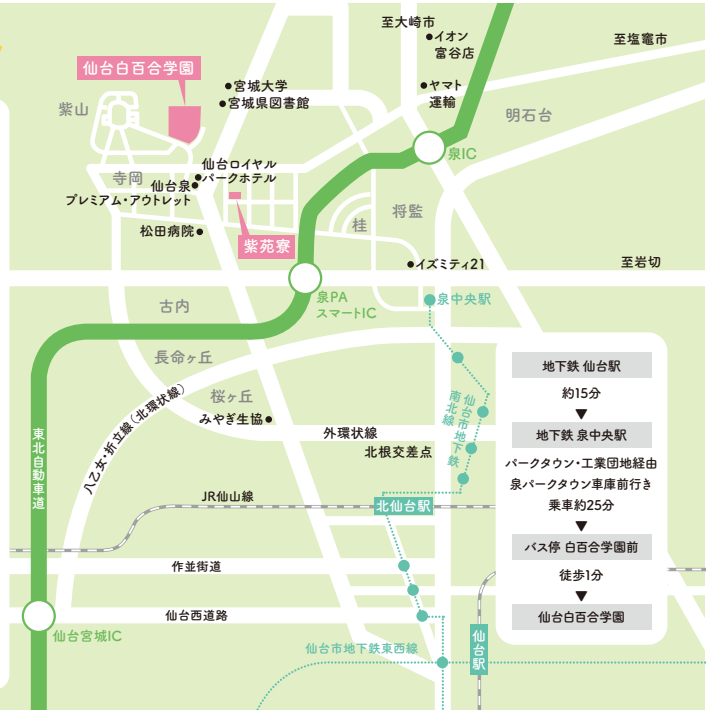 至大崎市
イオン
富谷店
至塩竈市
仙台白百合学園
宮城大学
宮城県図書館
ヤマト
運輸
紫山
明石台
泉IC
仙台ロイヤル
パークホテル
寺岡
仙台泉
プレミアム・アウトレット
桂
将監
松田病院
紫苑寮
イズミティ21
至岩切
泉PA
スマートIC
泉中央駅
古内
長命ヶ丘
桜ヶ丘
八乙女・折立線(北環状線)
みやぎ生協
外環状線
北根交差点
仙台市地下鉄
南北線
東北自動車道
JR仙山線
北仙台駅
作並街道
仙台西道路
仙台宮城IC
仙台市地下鉄東西線
仙台駅
地下鉄 仙台駅
約15分
▼
地下鉄 泉中央駅
パークタウン・工業団地経由
泉パークタウン車庫前行き
乗車約25分
▼
バス停 白百合学園前
徒歩1分
▼
仙台白百合学園